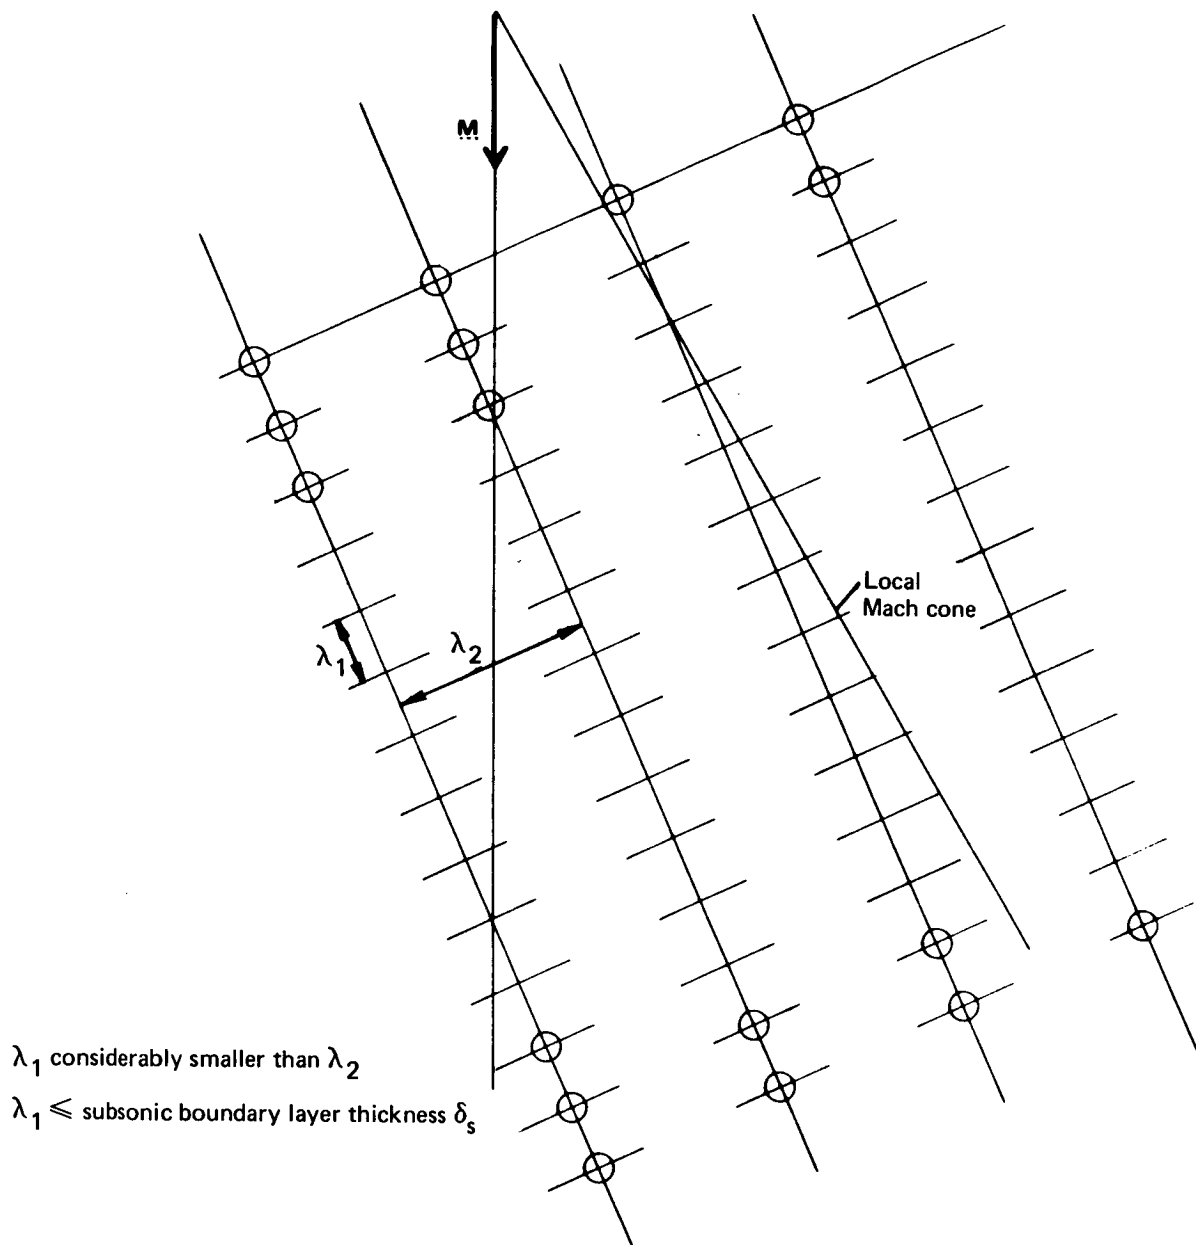 M
Local
Mach cone
λ2
λ1
λ1 considerably smaller than λ2
λ1 ⩽ subsonic boundary layer thickness δs